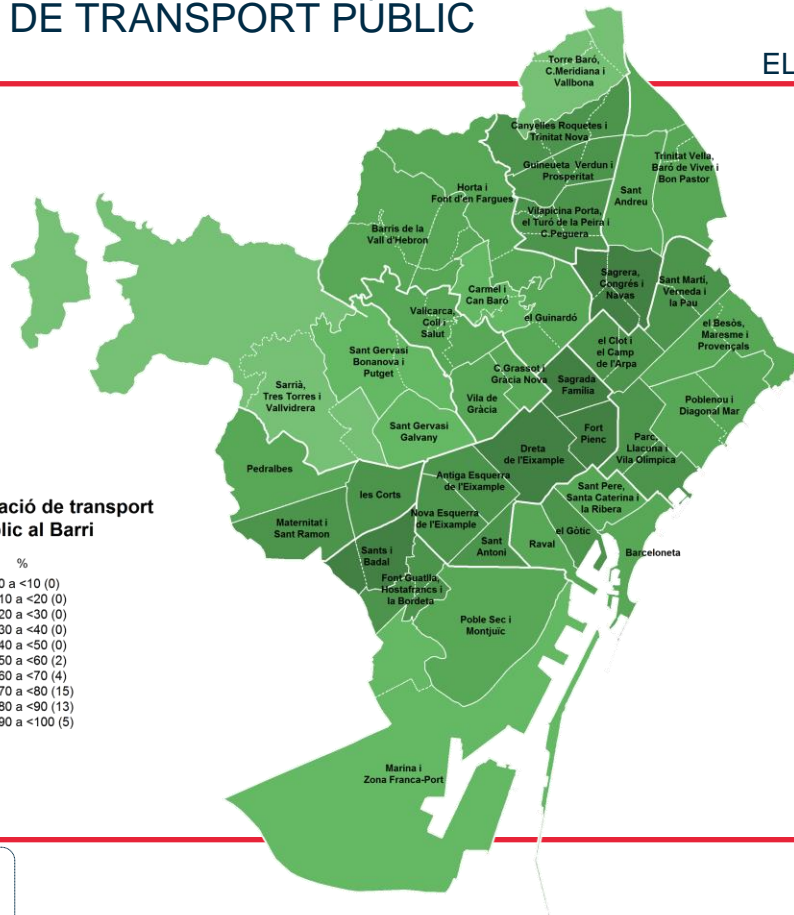 DE TRANSPORT PÚBLIC
EL
Torre Baró,
C.Meridiana i
Vallbona
Canyelles Roquetes i
Trinitat Nova
Guineueta Verdun i
Prosperitat
Trinitat Vella,
Baró de Viver i
Bon Pastor
Sant
Andreu
Horta i
Font d'en Fargues
Vilapicina Porta,
el Turó de la Peira i
C.Peguera
Barris de la
Vall d'Hebron
Sagrera,
Congrés i
Navas
Sant Martí,
Verneda i
la Pau
Carmel i
Can Baró
Vallcarca,
Coll i
Salut
el Guinardó
el Besòs,
Maresme i
Provençals
el Clot i
el Camp
de l'Arpa
Sant Gervasi
Bonanova i
Putget
C.Grassot i
Gràcia Nova
Sagrada
Família
Sarrià,
Tres Torres i
Vallvidrera
Vila de
Gràcia
Poblenou i
Diagonal Mar
Sant Gervasi
Galvany
Fort
Pienc
Parc,
Llacuna i
Vila Olímpica
Dreta
de l'Eixample
Pedralbes
Antiga Esquerra
de l'Eixample
Sant Pere,
Santa Caterina i
la Ribera
les Corts
Nova Esquerra
de l'Eixample
Maternitat i
Sant Ramon
el Gòtic
Sant
Antoni
Raval
Barceloneta
Sants i
Badal
Font Guatlla,
Hostafrancs i
la Bordeta
Poble Sec i
Montjuïc
Marina i
Zona Franca-Port
ació de transport
lic al Barri
%
0 a <10 (0)
10 a <20 (0)
20 a <30 (0)
30 a <40 (0)
40 a <50 (0)
50 a <60 (2)
60 a <70 (4)
70 a <80 (15)
80 a <90 (13)
90 a <100 (5)